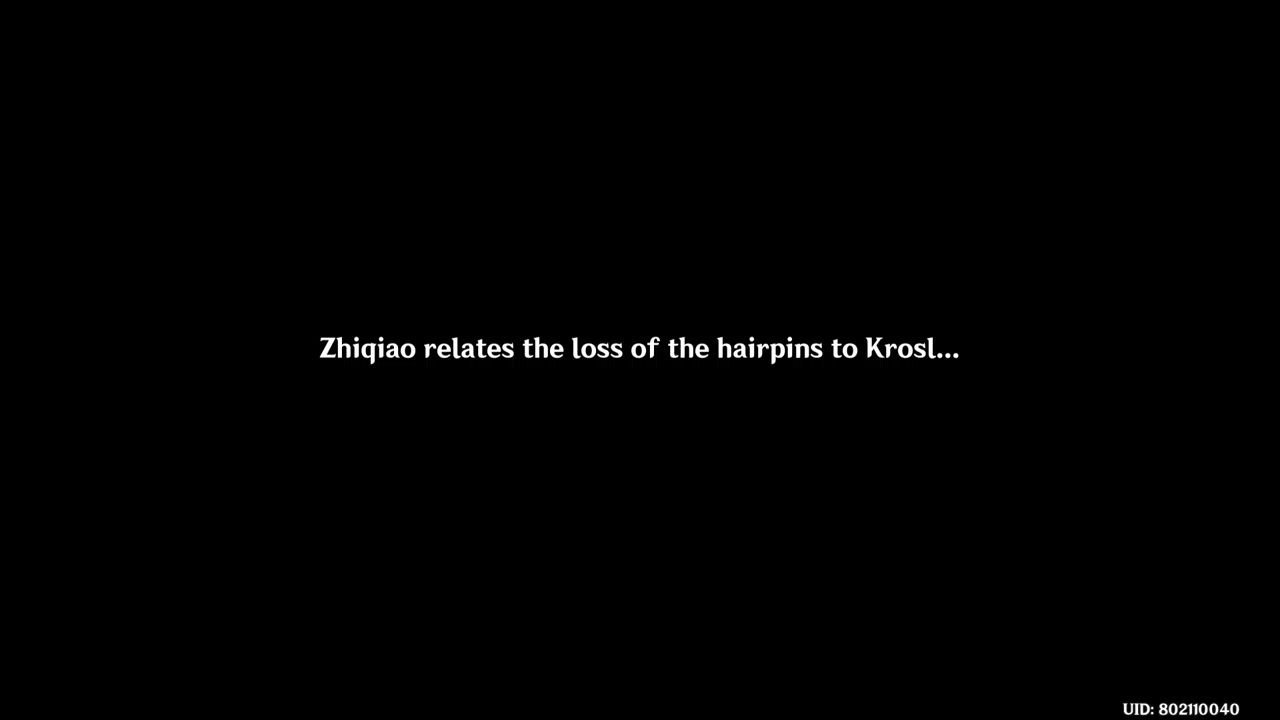 Zhiqiao relates the loss of the hairpins to Krosl...
UID: 802110040